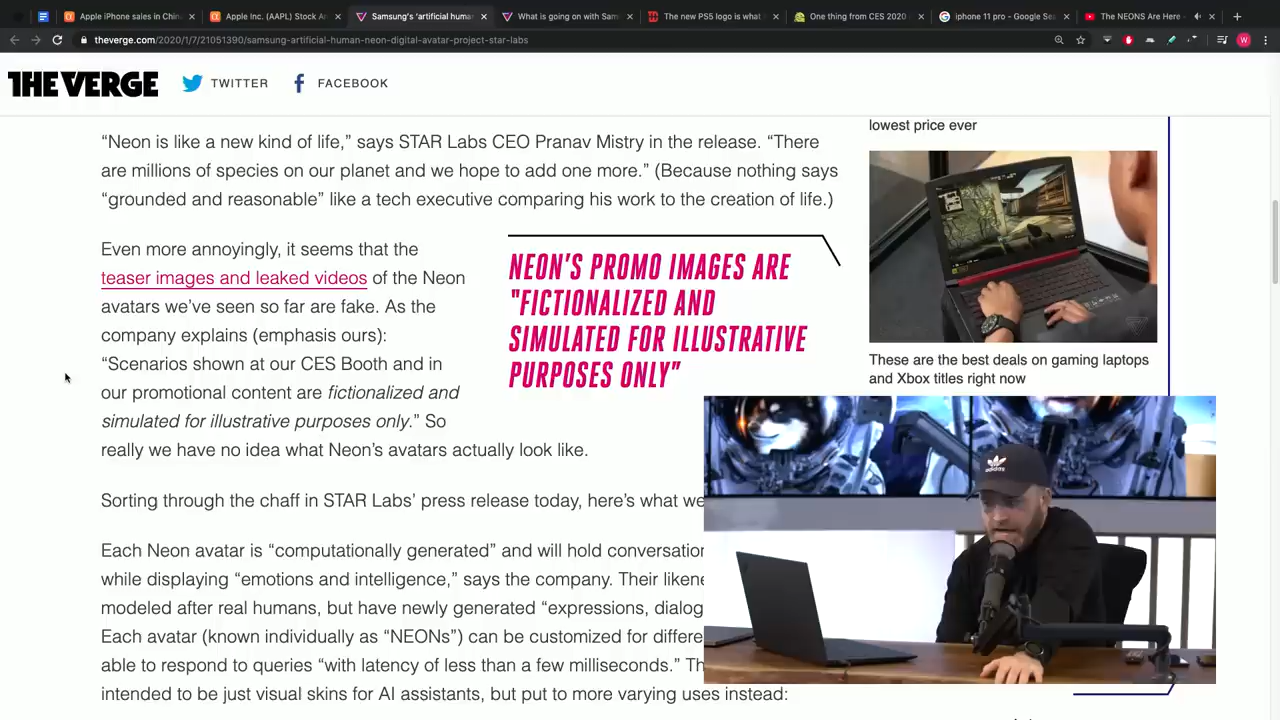 Apple iPhone sales in China
Apple Inc. (AAPL) Stock
Samsung's 'artificial huma
What is going on with Sam
The new PS5 logo is what
One thing from CES 2020
iphone 11 pro - Google Se
The NEONS Are Here -
theverge.com/2020/1/7/21051390/samsung-artificial-human-neon-digital-avatar-project-star-labs
W
THE VERGE
TWITTER
FACEBOOK
“Neon is like a new kind of life,” says STAR Labs CEO Pranav Mistry in the release. “There
are millions of species on our planet and we hope to add one more.” (Because nothing says
“grounded and reasonable” like a tech executive comparing his work to the creation of life.)
Even more annoyingly, it seems that the
teaser images and leaked videos of the Neon
avatars we’ve seen so far are fake. As the
company explains (emphasis ours):
“Scenarios shown at our CES Booth and in
our promotional content are fictionalized and
simulated for illustrative purposes only.” So
really we have no idea what Neon’s avatars actually look like.
NEON'S PROMO IMAGES ARE
"FICTIONALIZED AND
SIMULATED FOR ILLUSTRATIVE
PURPOSES ONLY"
Sorting through the chaff in STAR Labs’ press release today, here’s what we
Each Neon avatar is “computationally generated” and will hold conversation
while displaying “emotions and intelligence,” says the company. Their likene
modeled after real humans, but have newly generated “expressions, dialog
Each avatar (known individually as “NEONs”) can be customized for differe
able to respond to queries “with latency of less than a few milliseconds.” Th
intended to be just visual skins for AI assistants, but put to more varying uses instead:
lowest price ever
These are the best deals on gaming laptops
and Xbox titles right now
adidas